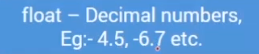 float – Decimal numbers,
Eg:- 4.5, -6.7 etc.